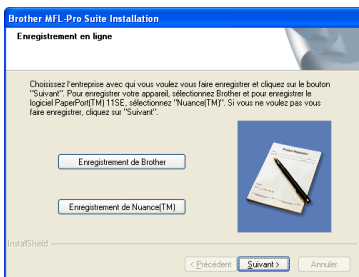 Brother MFL-Pro Suite Installation
Enregistrement en ligne
Choisissez l'entreprise avec qui vous voulez vous faire enregistrer et cliquez sur le bouton
"Suivant". Pour enregistrer votre appareil, sélectionnez Brother et pour enregistrer le
logiciel PaperPort(TM) 11SE, sélectionnez "Nuance(TM)". Si vous ne voulez pas vous
faire enregistrer, cliquez sur "Suivant".
Enregistrement de Brother
Enregistrement de Nuance(TM)
InstallShield
< Précédent
Suivant >
Annuler